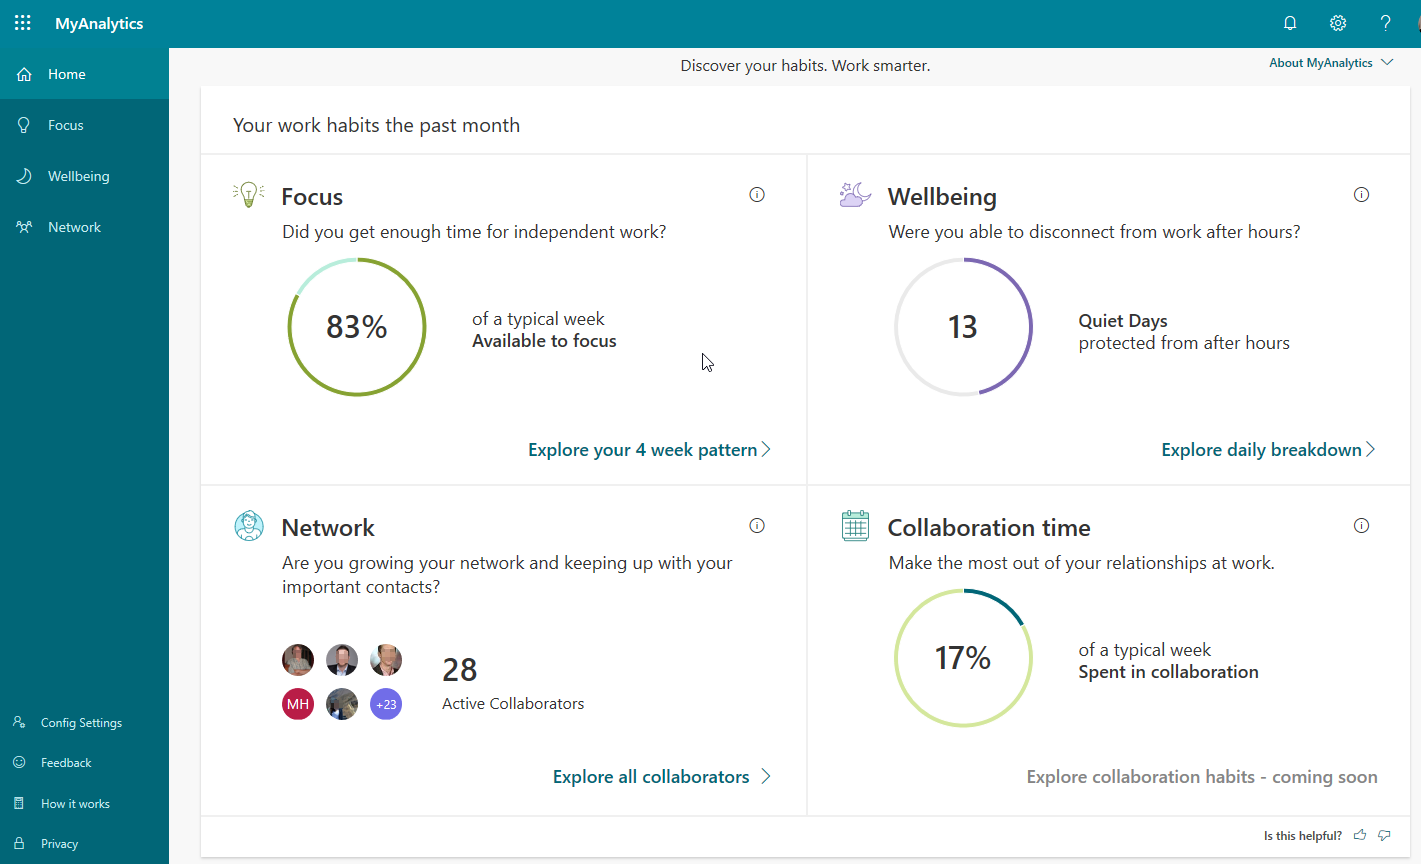 MyAnalytics
Home
Focus
Wellbeing
Network
Config Settings
Feedback
How it works
Privacy
Discover your habits. Work smarter.
About MyAnalytics
Your work habits the past month
Focus
Did you get enough time for independent work?
83%
of a typical week
Available to focus
Explore your 4 week pattern
Wellbeing
Were you able to disconnect from work after hours?
13
Quiet Days
protected from after hours
Explore daily breakdown
Network
Are you growing your network and keeping up with your
important contacts?
MH
+23
28
Active Collaborators
Explore all collaborators
Collaboration time
Make the most out of your relationships at work.
17%
of a typical week
Spent in collaboration
Explore collaboration habits - coming soon
Is this helpful?